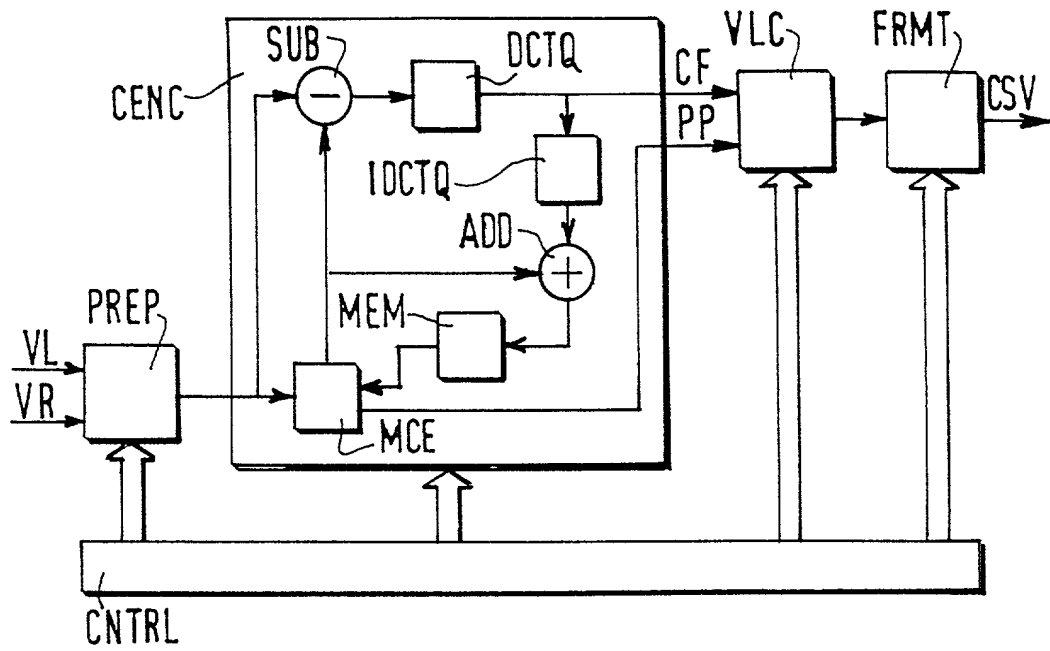 SUB
DCTQ
VLC
FRMT
CENC
CF
CSV
PP
IDCTQ
ADD
PREP
MEM
VL
VR
MCE
CNTRL